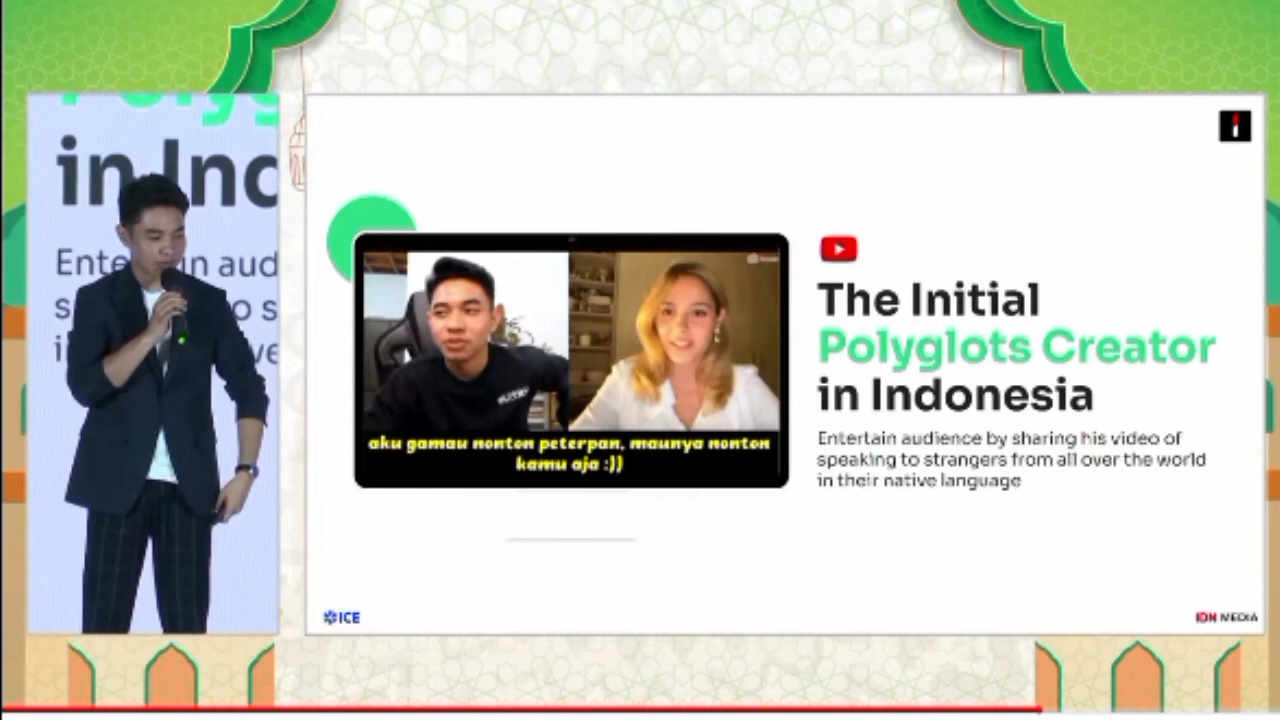 in Ind
Ente in aud
The Initial
Polyglots Creator
in Indonesia
Entertain audience by sharing his video of
speaking to strangers from all over the world
in their native language
aku gamau nonton peterpan, maunya nonton
kamu aja :))
ICE
IDN MEDIA